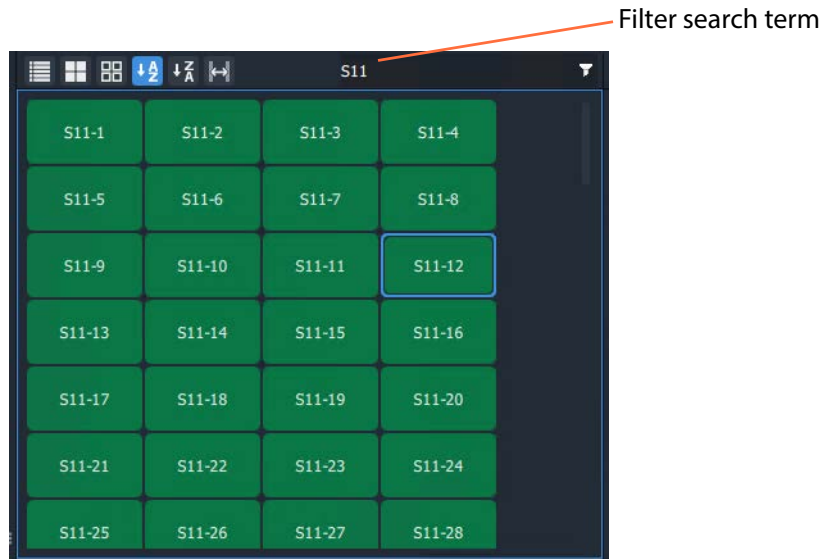 Filter search term
S11
S11-1 S11-2 S11-3 S11-4
S11-5 S11-6 S11-7 S11-8
S11-9 S11-10 S11-11 S11-12
S11-13 S11-14 S11-15 S11-16
S11-17 S11-18 S11-19 S11-20
S11-21 S11-22 S11-23 S11-24
S11-25 S11-26 S11-27 S11-28